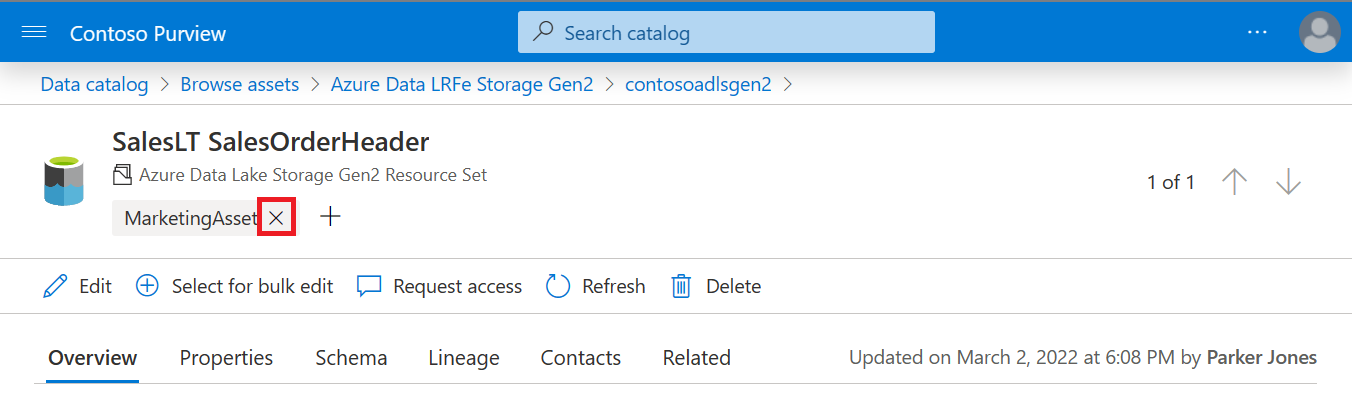 Contoso Purview Search catalog ...
Data catalog > Browse assets > Azure Data LRFe Storage Gen2 > contosoadlsgen2 >
SalesLT SalesOrderHeader
Azure Data Lake Storage Gen2 Resource Set
1 of 1
MarketingAsset
Edit Select for bulk edit Request access Refresh Delete
Overview Properties Schema Lineage Contacts Related Updated on March 2, 2022 at 6:08 PM by Parker Jones